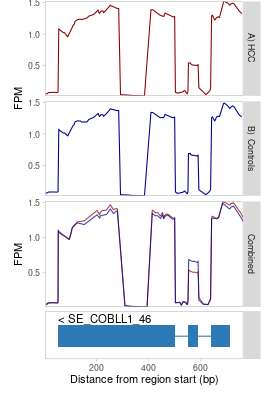 1.5
1.0
0.5
FPM
A) HCC
1.5
1.0
0.5
FPM
B) Controls
1.5
1.0
0.5
FPM
Combined
< SE_COBLL1_46
200 400 600
Distance from region start (bp)